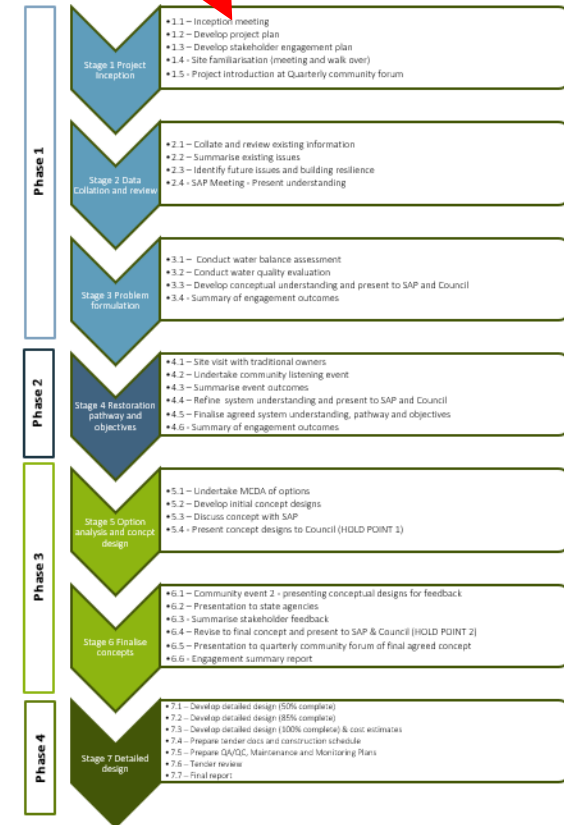 Phase 1
Stage 1 Project
Inception
•1.1 – Inception meeting
•1.2 – Develop project plan
•1.3 – Develop stakeholder engagement plan
•1.4 - Site familiarisation (meeting and walk over)
•1.5 - Project introduction at Quarterly community forum
Stage 2 Data
Collation and review
•2.1 – Collate and review existing information
•2.2 – Summarise existing issues
•2.3 – Identify future issues and building resilience
•2.4 - SAP Meeting - Present understanding
Stage 3 Problem
formulation
•3.1 – Conduct water balance assessment
•3.2 – Conduct water quality evaluation
•3.3 – Develop conceptual understanding and present to SAP and Council
•3.4 - Summary of engagement outcomes
Phase 2
Stage 4 Restoration
pathway and
objectives
•4.1 – Site visit with traditional owners
•4.2 – Undertake community listening event
•4.3 – Summarise event outcomes
•4.4 – Refine system understanding and present to SAP and Council
•4.5 – Finalise agreed system understanding, pathway and objectives
•4.6 - Summary of engagement outcomes
Phase 3
Stage 5 Option
analysis and concpt
design
•5.1 – Undertake MCDA of options
•5.2 – Develop initial concept designs
•5.3 – Discuss concept with SAP
•5.4 - Present concept designs to Council (HOLD POINT 1)
Stage 6 Finalise
concepts
•6.1 – Community event 2 - presenting conceptual designs for feedback
•6.2 – Presentation to state agencies
•6.3 - Summarise stakeholder feedback
•6.4 – Revise to final concept and present to SAP & Council (HOLD POINT 2)
•6.5 – Presentation to quarterly community forum of final agreed concept
•6.6 - Engagement summary report
Phase 4
Stage 7 Detailed
design
•7.1 – Develop detailed design (50% complete)
•7.2 – Develop detailed design (85% complete)
•7.3 – Develop detailed design (100% complete) & cost estimates
•7.4 – Prepare tender docs and construction schedule
•7.5 – Prepare QA/QC, Maintenance and Monitoring Plans
•7.6 – Tender review
•7.7 – Final report